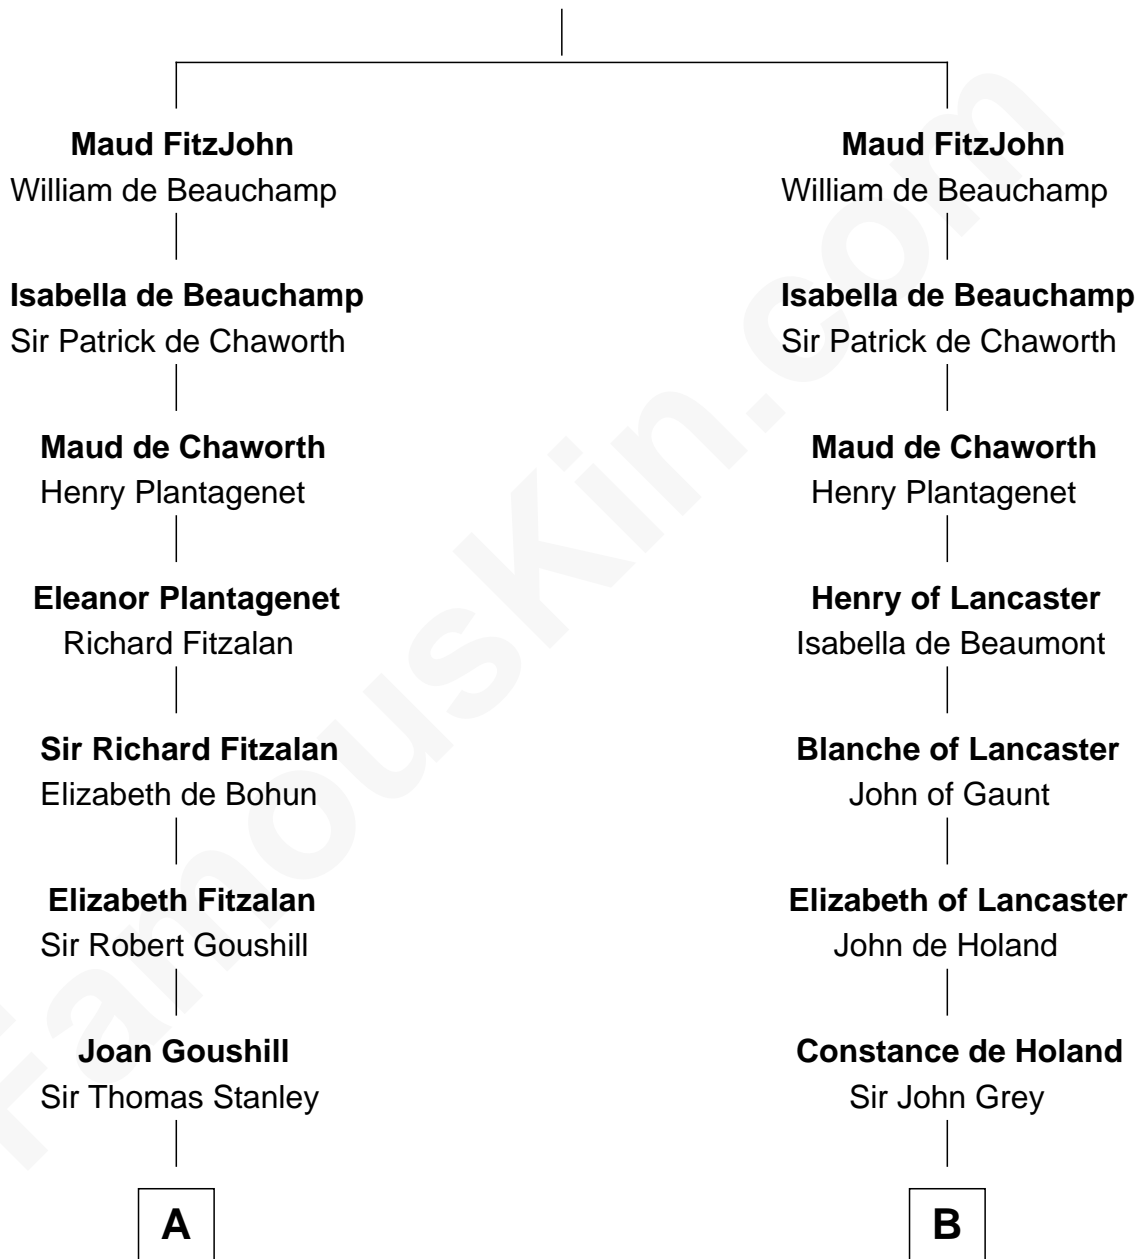 Maud FitzJohn
William de Beauchamp
Isabella de Beauchamp
Sir Patrick de Chaworth
Maud de Chaworth
Henry Plantagenet
Eleanor Plantagenet
Richard Fitzalan
Sir Richard Fitzalan
Elizabeth de Bohun
Elizabeth Fitzalan
Sir Robert Goushill
Joan Goushill
Sir Thomas Stanley
A
Maud FitzJohn
William de Beauchamp
Isabella de Beauchamp
Sir Patrick de Chaworth
Maud de Chaworth
Henry Plantagenet
Henry of Lancaster
Isabella de Beaumont
Blanche of Lancaster
John of Gaunt
Elizabeth of Lancaster
John de Holand
Constance de Holand
Sir John Grey
B
FamousKin.com